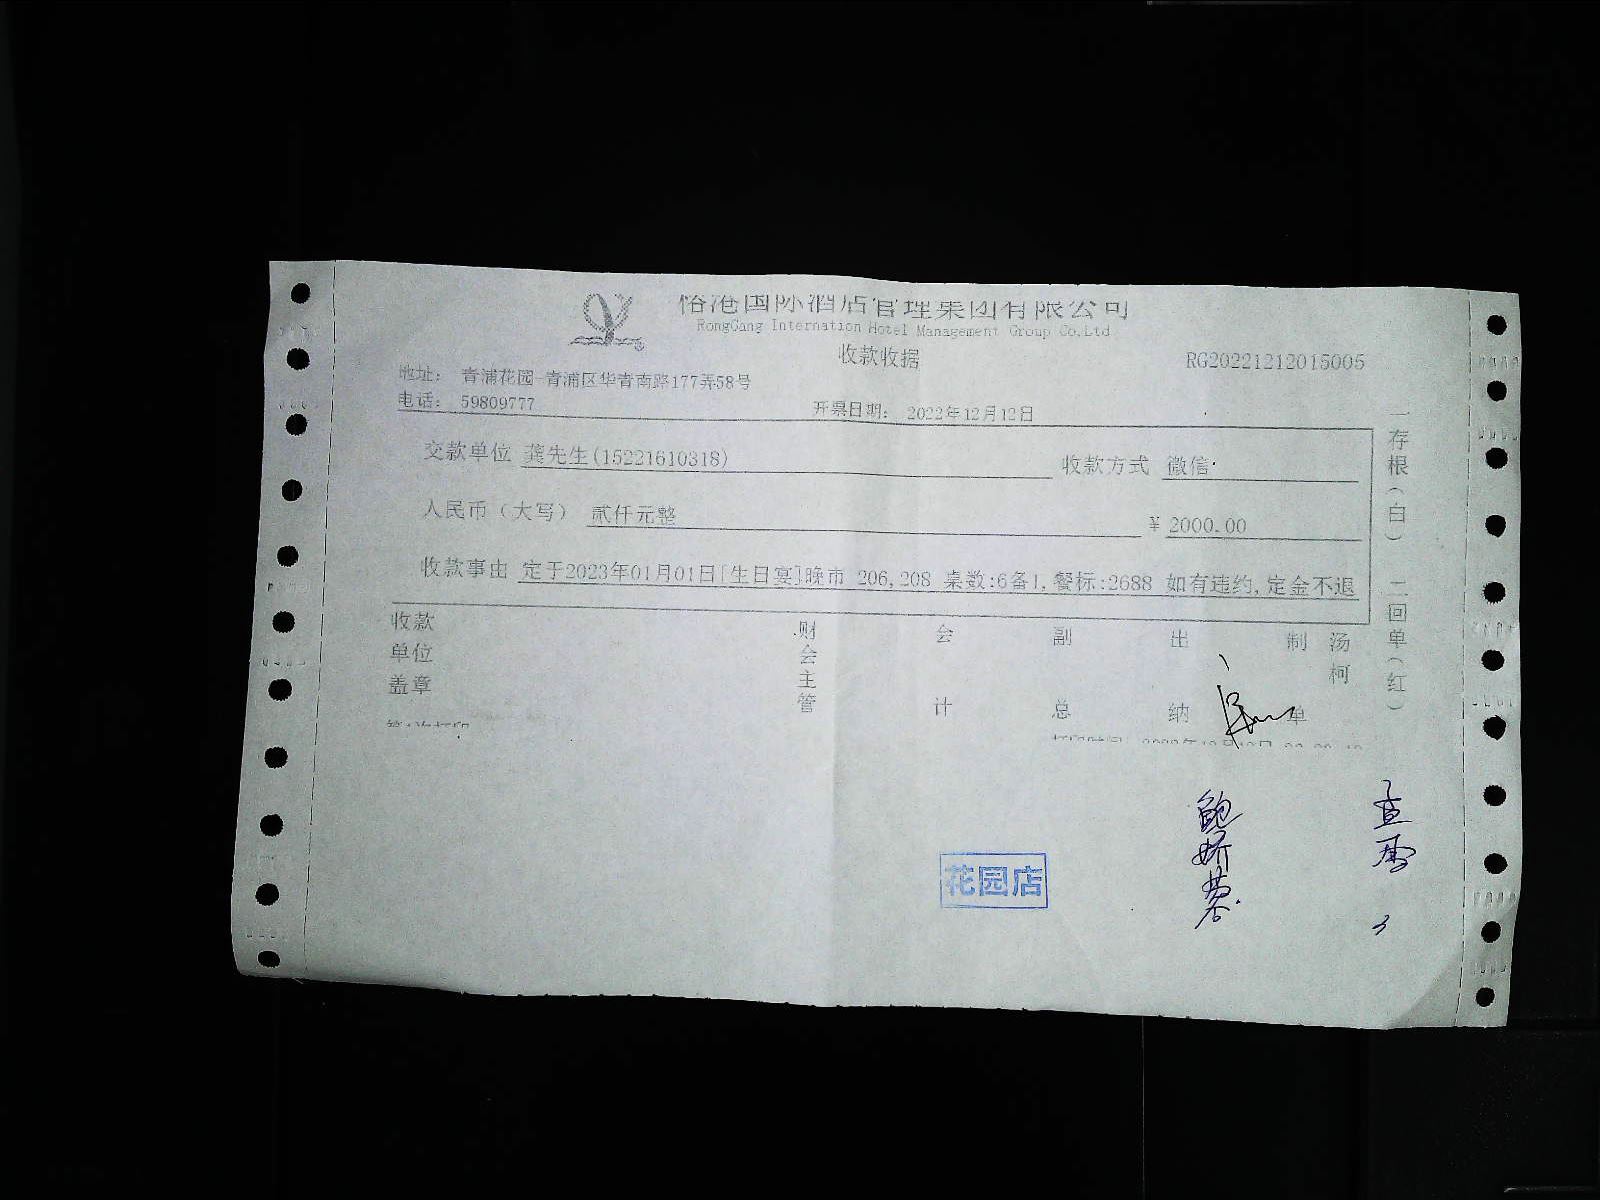 国际酒店管理集团有限公司
RongGang Internation Hotel Management Group Co.Ltd
收款收据
RG20221212015005
地址: 青浦花园-青浦区华青南路177弄58号
电话: 59809777
开票日期: 2022年12月12日
交款单位 龚先生(15221610318) 收款方式 微信
人民币(大写) 贰仟元整 ¥ 2000.00
收款事由 定于2023年01月01日[生日宴]晚市 206,208 桌数:6备1,餐标:2688 如有违约,定金不退
收款单位盖章 财会主管 会计 副总 出纳 制单 汤柯
一存根(白) 二回单(红)
鲍娇蓉
花园店